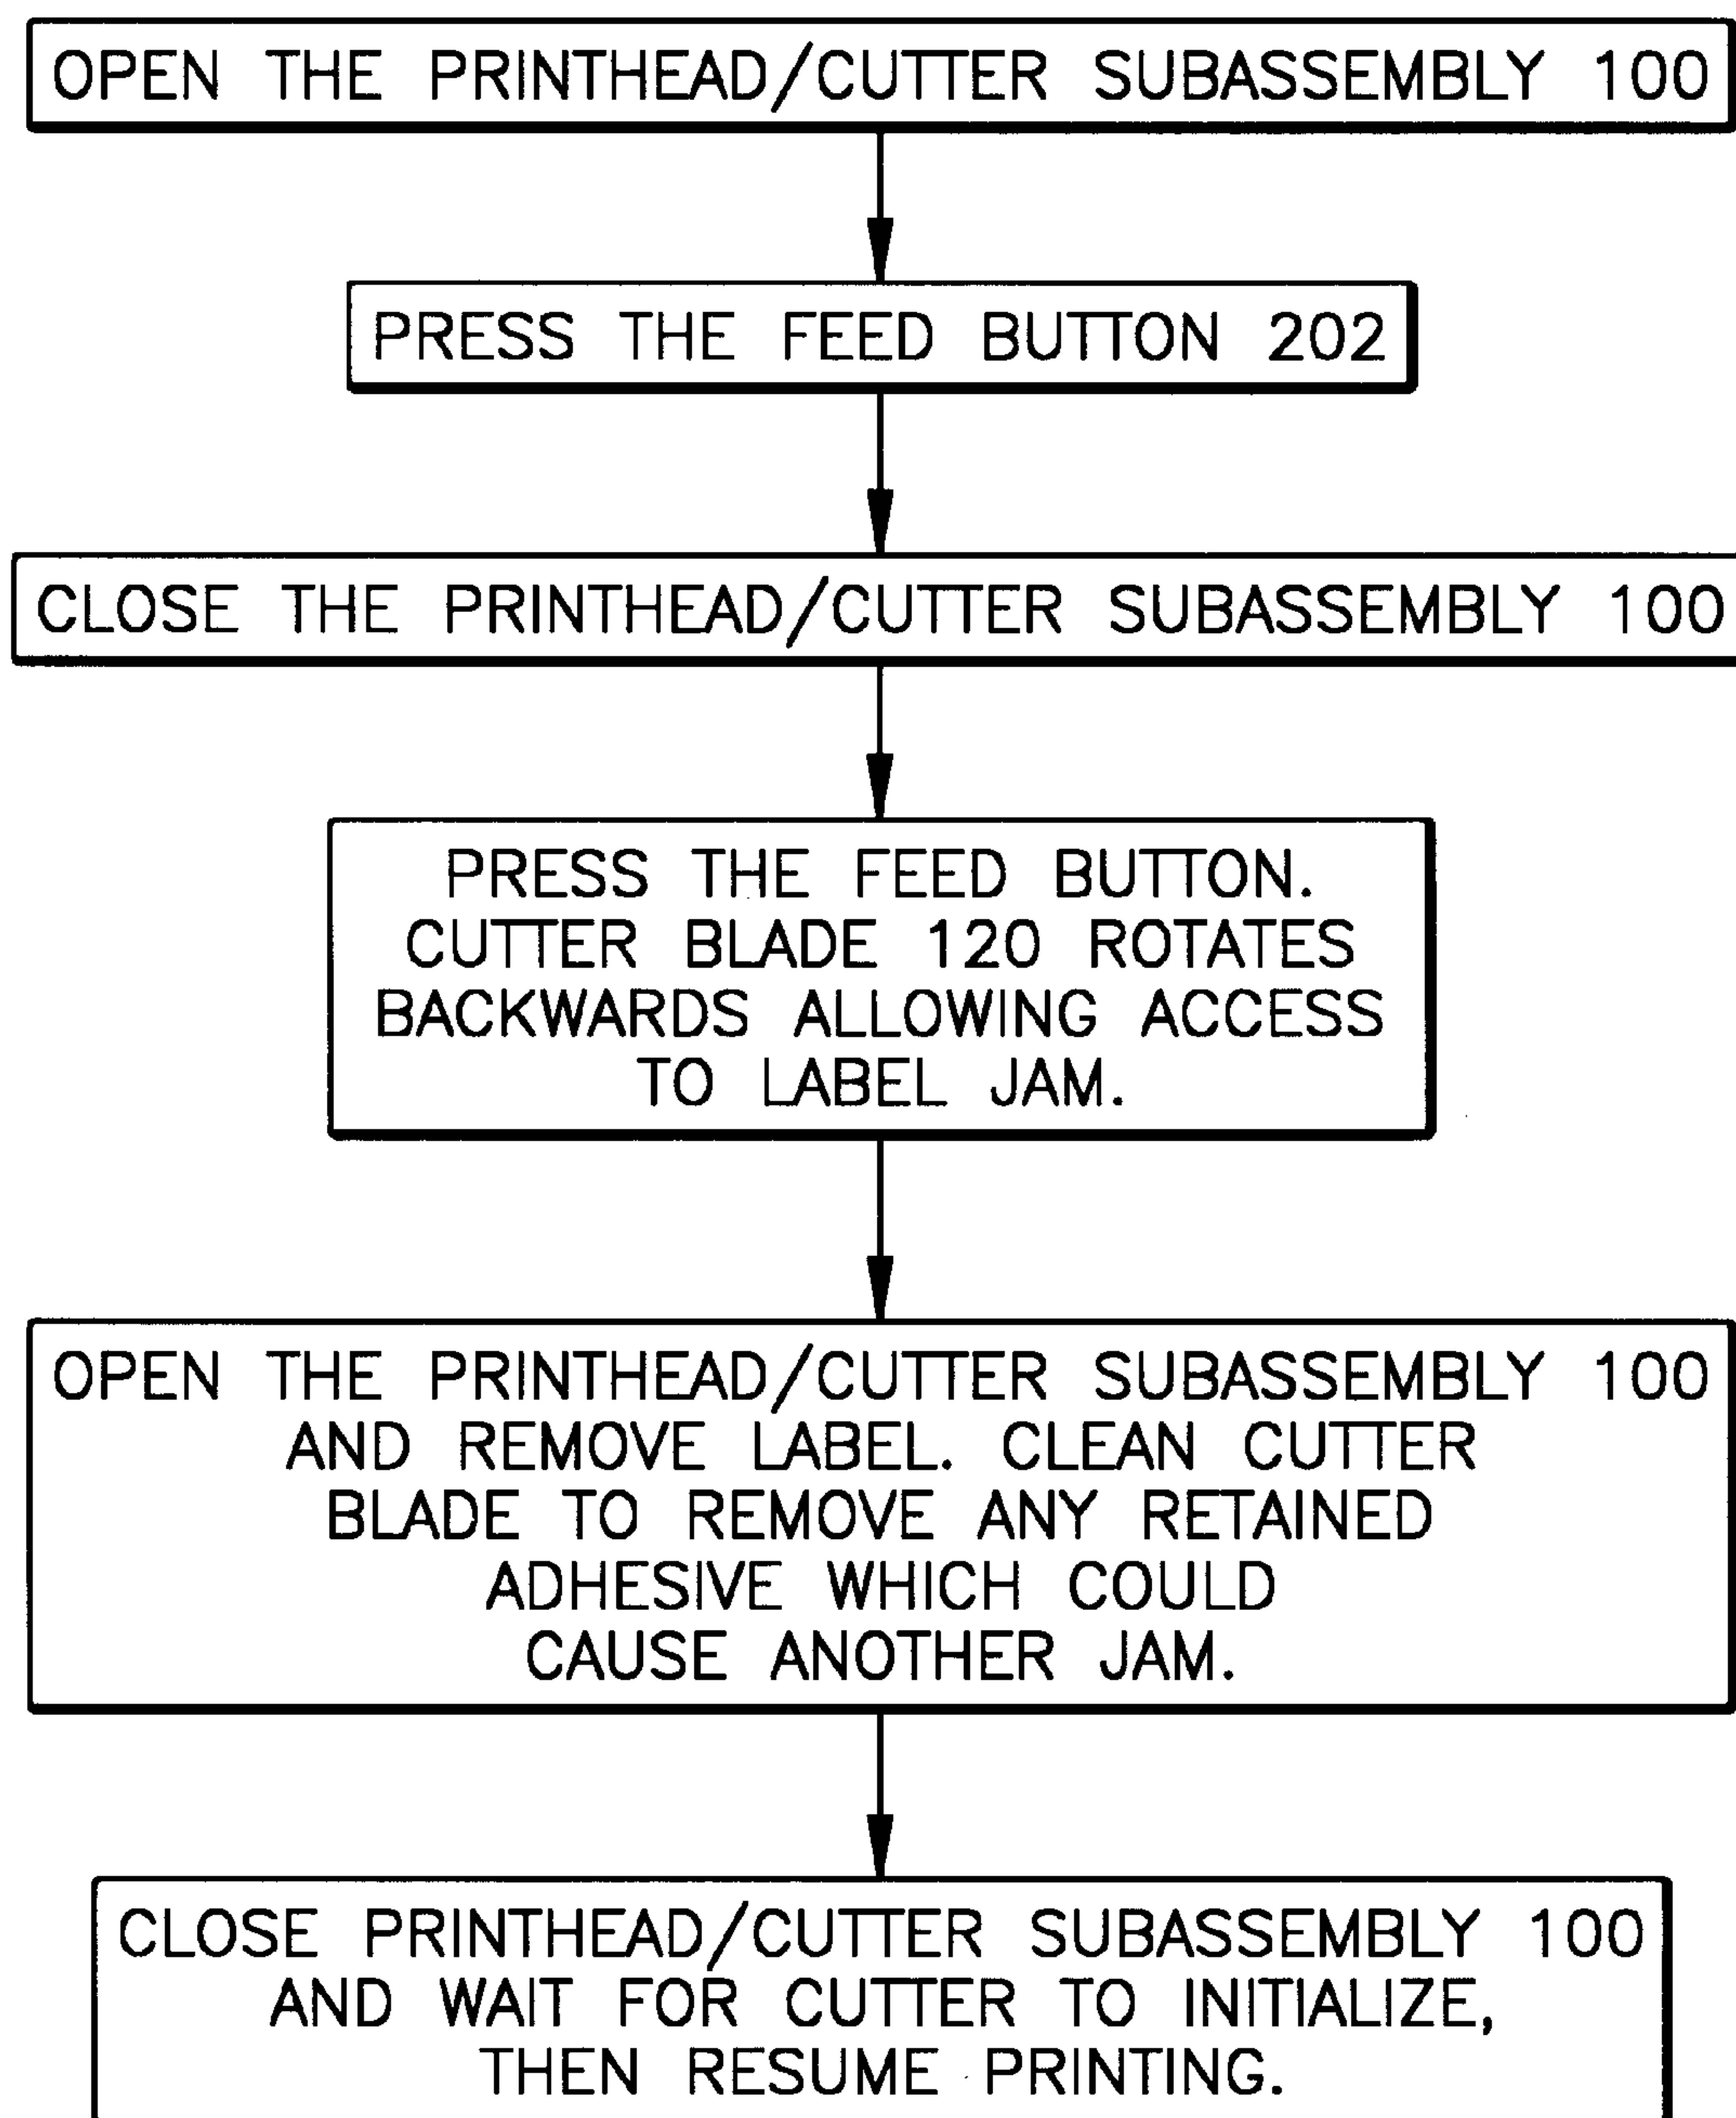 OPEN THE PRINTHEAD/CUTTER SUBASSEMBLY 100
PRESS THE FEED BUTTON 202
CLOSE THE PRINTHEAD/CUTTER SUBASSEMBLY 100
PRESS THE FEED BUTTON.
CUTTER BLADE 120 ROTATES
BACKWARDS ALLOWING ACCESS
TO LABEL JAM.
OPEN THE PRINTHEAD/CUTTER SUBASSEMBLY 100
AND REMOVE LABEL. CLEAN CUTTER
BLADE TO REMOVE ANY RETAINED
ADHESIVE WHICH COULD
CAUSE ANOTHER JAM.
CLOSE PRINTHEAD/CUTTER SUBASSEMBLY 100
AND WAIT FOR CUTTER TO INITIALIZE,
THEN RESUME PRINTING.